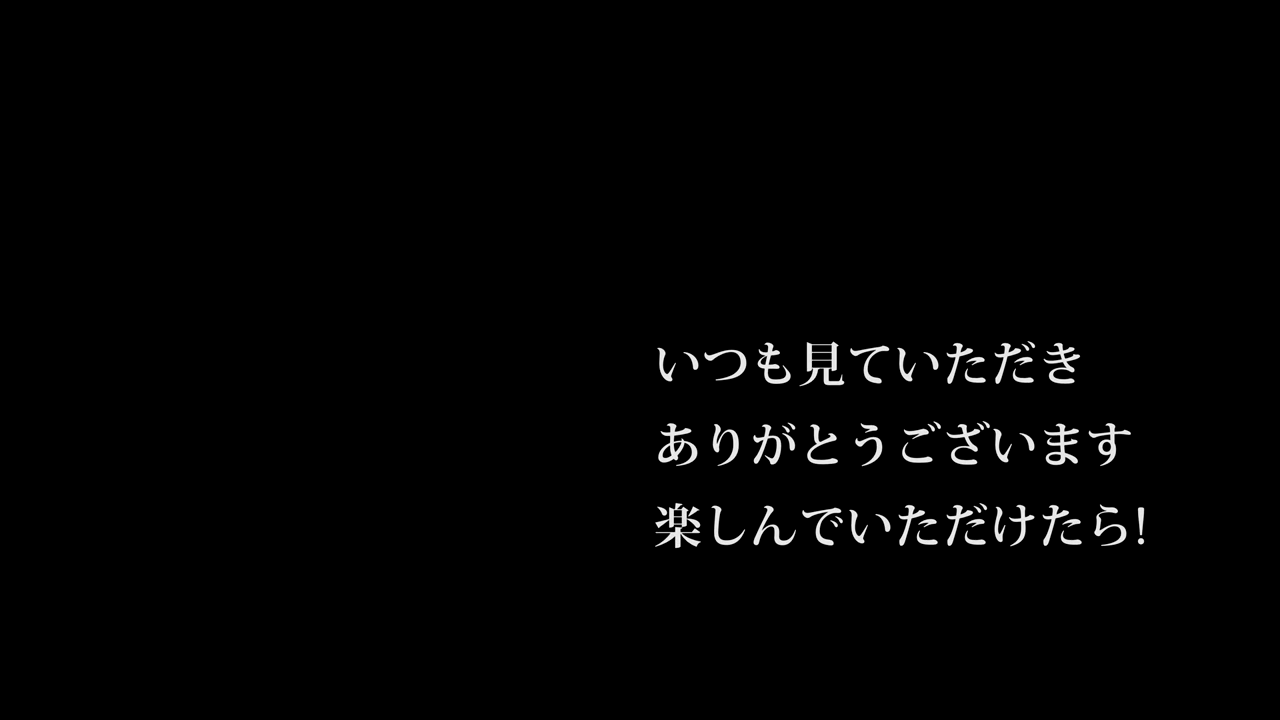 いつも見ていただき
ありがとうございます
楽しんでいただけたら!